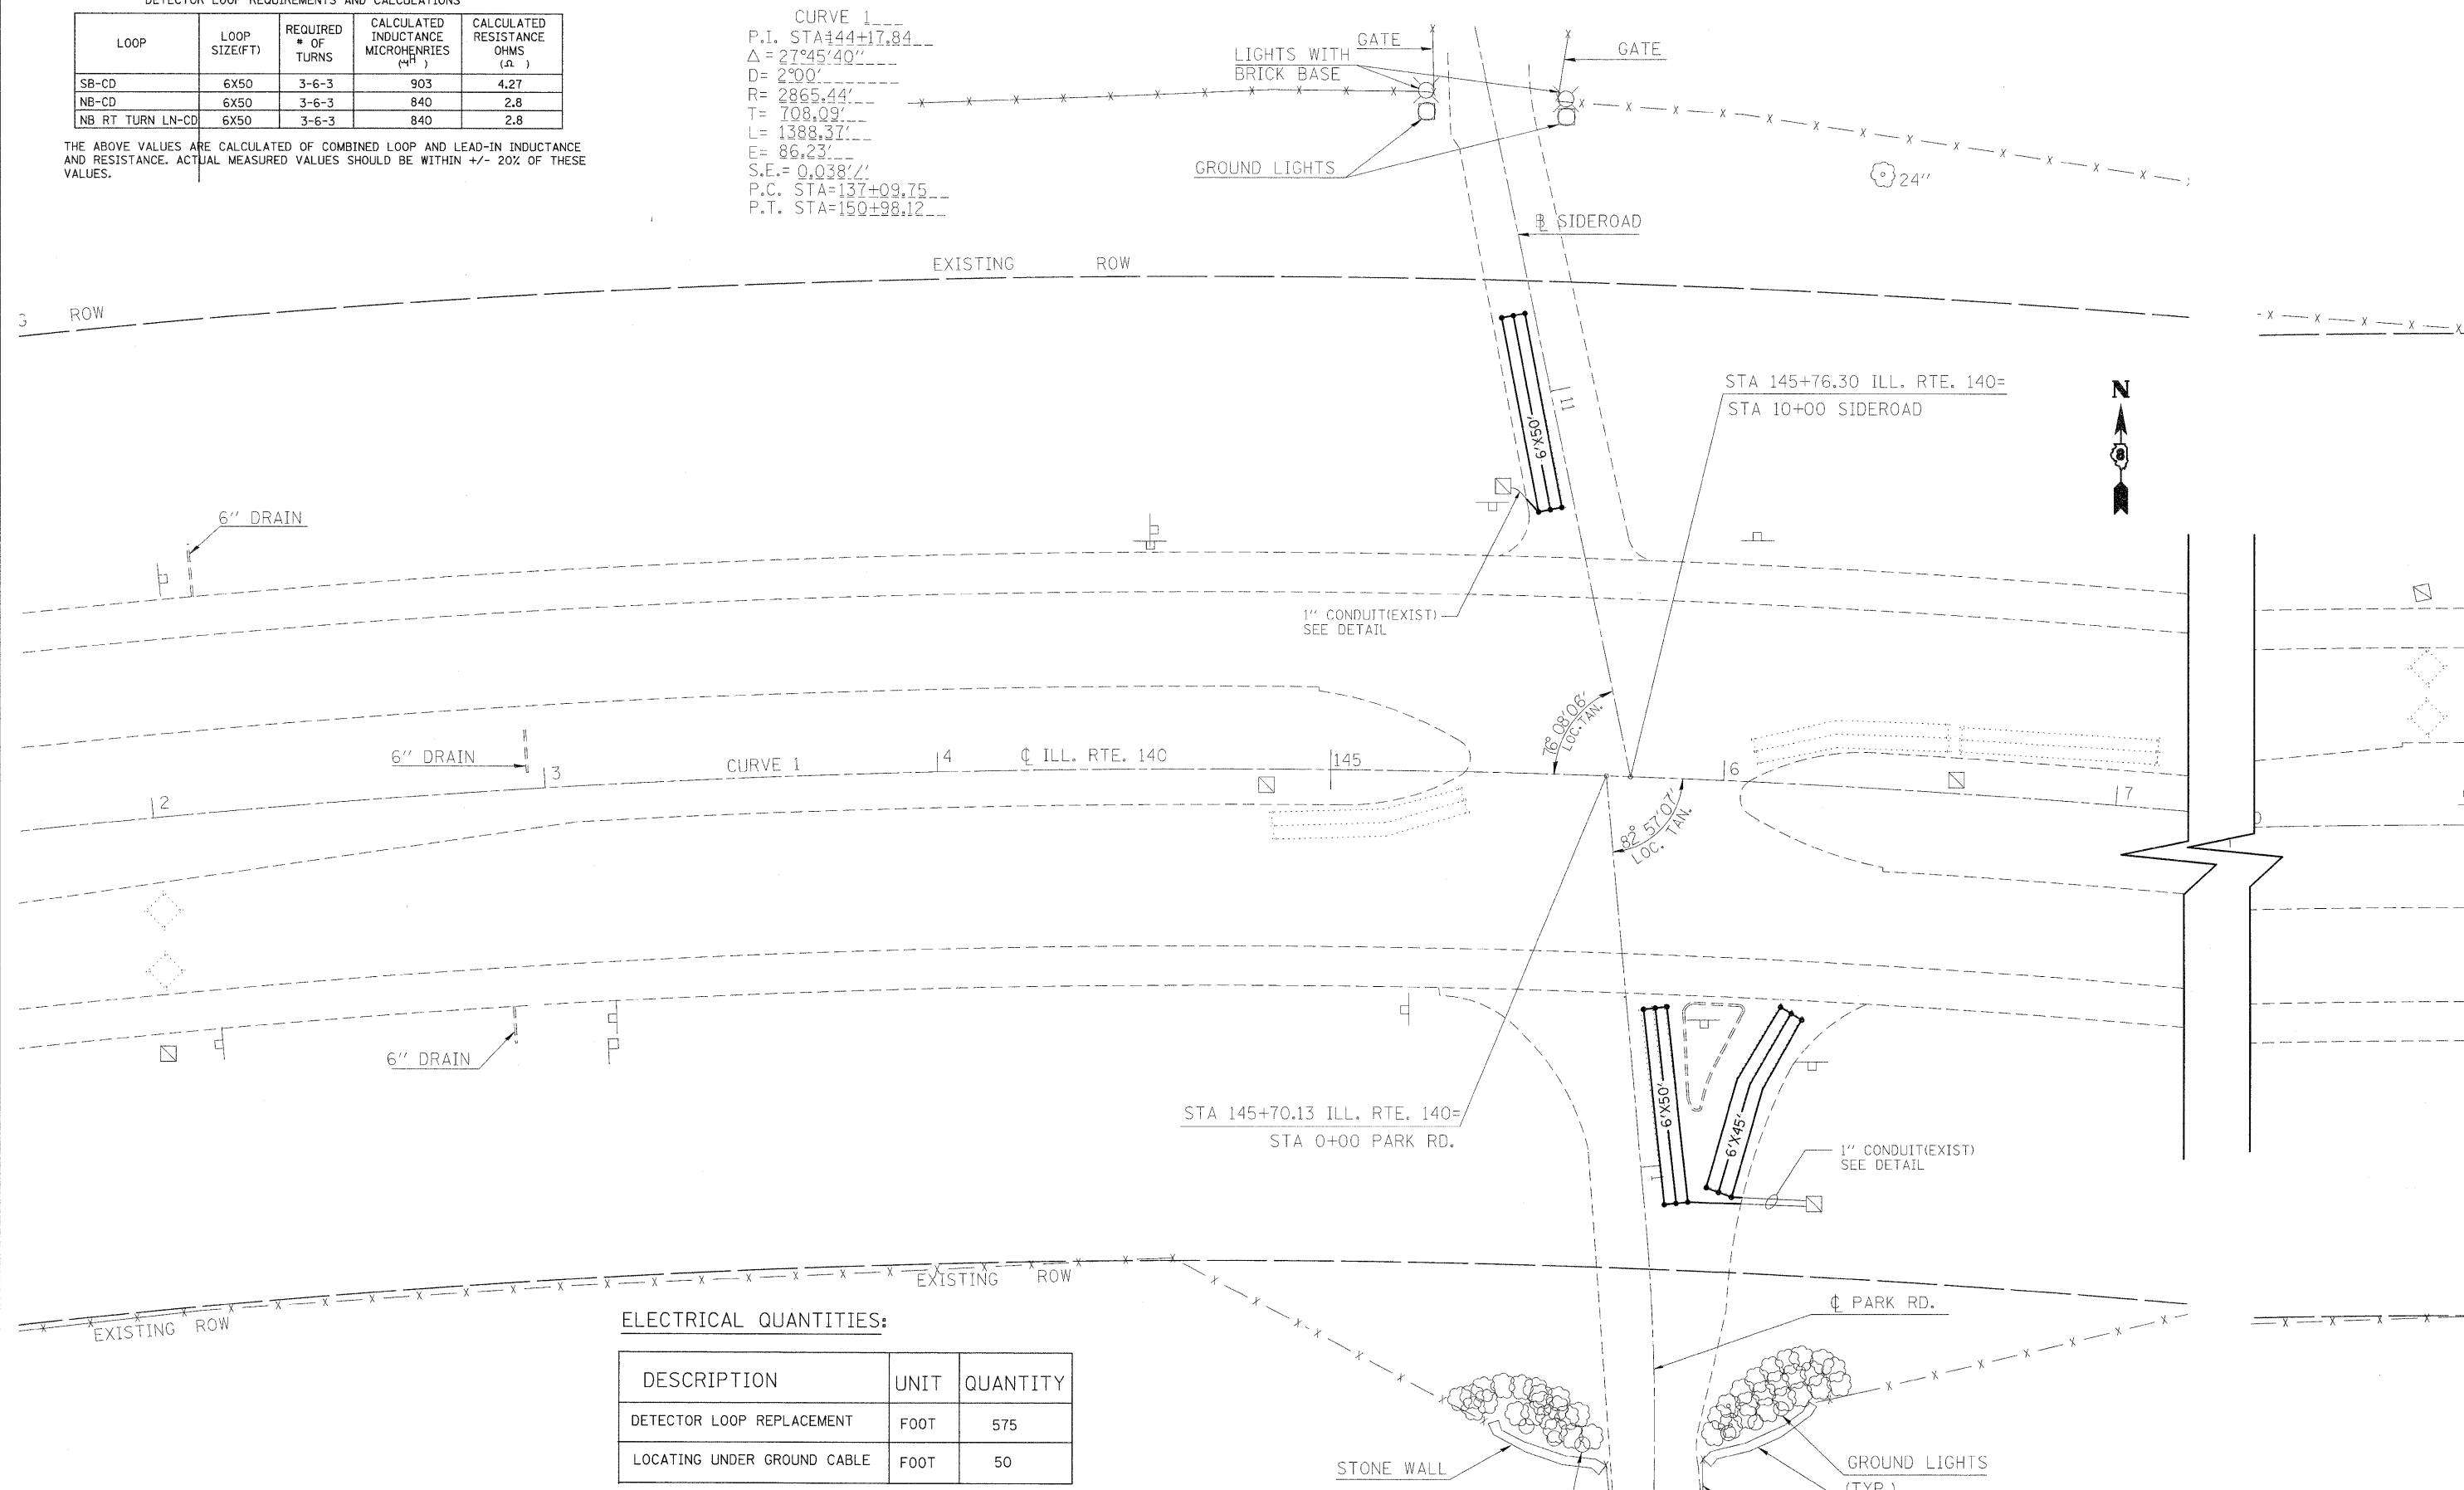 DETECTOR LOOP REQUIREMENTS AND CALCULATIONS
LOOP
LOOP SIZE(FT)
REQUIRED # OF TURNS
CALCULATED INDUCTANCE MICROHENRIES
CALCULATED RESISTANCE OHMS (Ω)
SB-CD 6X50 3-6-3 903 4.27
NB-CD 6X50 3-6-3 840 2.8
NB RT TURN LN-CD 6X50 3-6-3 840 2.8
THE ABOVE VALUES ARE CALCULATED OF COMBINED LOOP AND LEAD-IN INDUCTANCE
AND RESISTANCE. ACTUAL MEASURED VALUES SHOULD BE WITHIN +/- 20% OF THESE
VALUES.
CURVE 1
P.I. STA144+17.84
Δ = 27°45'40"
D= 2°00'
R= 2865.44'
T= 708.09'
L= 1388.37'
E= 86.23'
S.E.= 0.038'/'
P.C. STA=137+09.75
P.T. STA=150+98.12
GATE
LIGHTS WITH
BRICK BASE
GATE
GROUND LIGHTS
24"
℄ SIDEROAD
EXISTING ROW
ROW
11
6'X50'
STA 145+76.30 ILL. RTE. 140=
STA 10+00 SIDEROAD
N
8
6" DRAIN
1" CONDUIT(EXIST)
SEE DETAIL
76° 08'06"
LOC.TAN.
6" DRAIN
2
3
CURVE 1
4
℄ ILL. RTE. 140
145
6
7
82° 57'07"
LOC. TAN.
6" DRAIN
STA 145+70.13 ILL. RTE. 140=
STA 0+00 PARK RD.
6'X50'
6'X45'
1
1" CONDUIT(EXIST)
SEE DETAIL
EXISTING ROW
EXISTING ROW
℄ PARK RD.
ELECTRICAL QUANTITIES:
DESCRIPTION UNIT QUANTITY
DETECTOR LOOP REPLACEMENT FOOT 575
LOCATING UNDER GROUND CABLE FOOT 50
STONE WALL
GROUND LIGHTS
(TYP.)